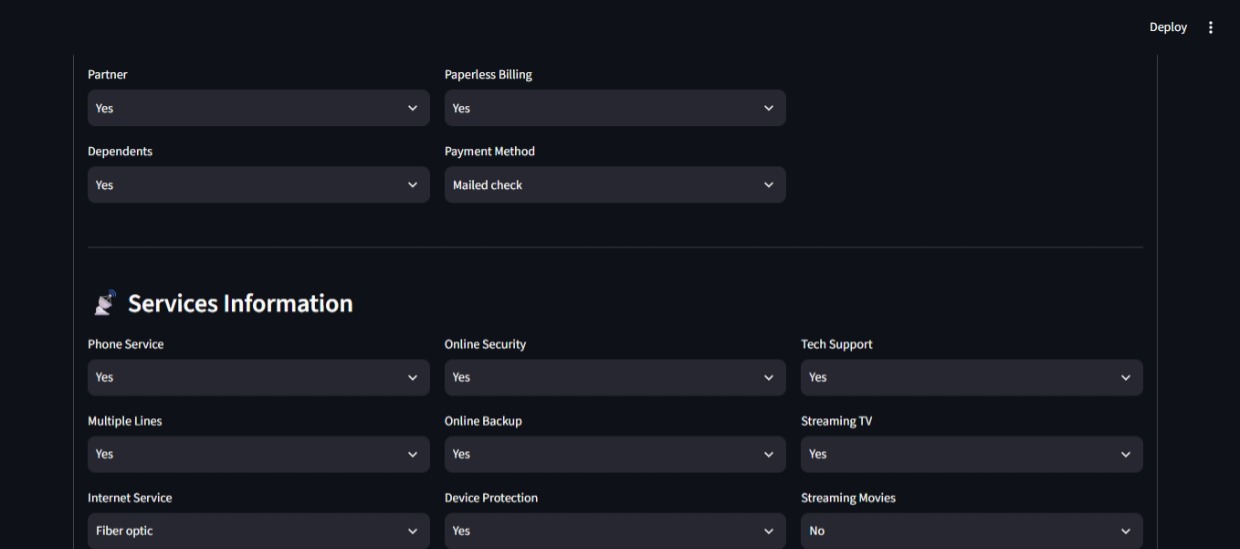 Deploy
Partner Paperless Billing
Yes Yes
Dependents Payment Method
Yes Mailed check
Services Information
Phone Service Online Security Tech Support
Yes Yes Yes
Multiple Lines Online Backup Streaming TV
Yes Yes Yes
Internet Service Device Protection Streaming Movies
Fiber optic Yes No